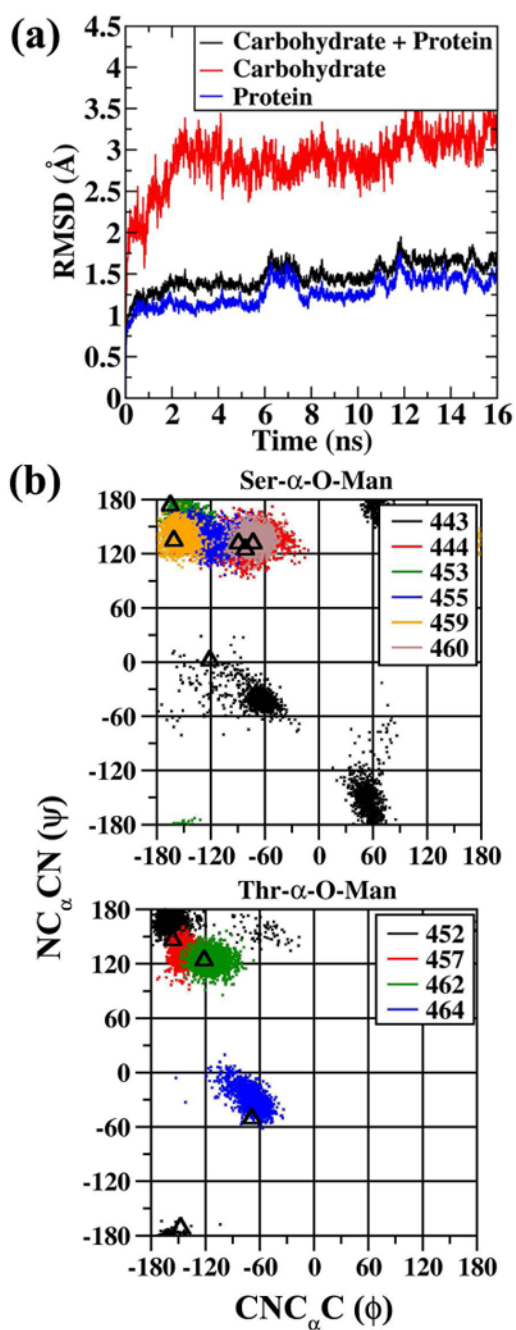 (a)
4.5
4
3.5
3
2.5
2
1.5
1
0.5
0
RMSD (Å)
Carbohydrate + Protein
Carbohydrate
Protein
0 2 4 6 8 10 12 14 16
Time (ns)
(b)
Ser-α-O-Man
180
120
60
0
-60
-120
-180
443
444
453
455
459
460
-180 -120 -60 0 60 120 180
NCαCN (ψ)
Thr-α-O-Man
180
120
60
0
-60
-120
-180
452
457
462
464
-180 -120 -60 0 60 120 180
CNCαC (ϕ)